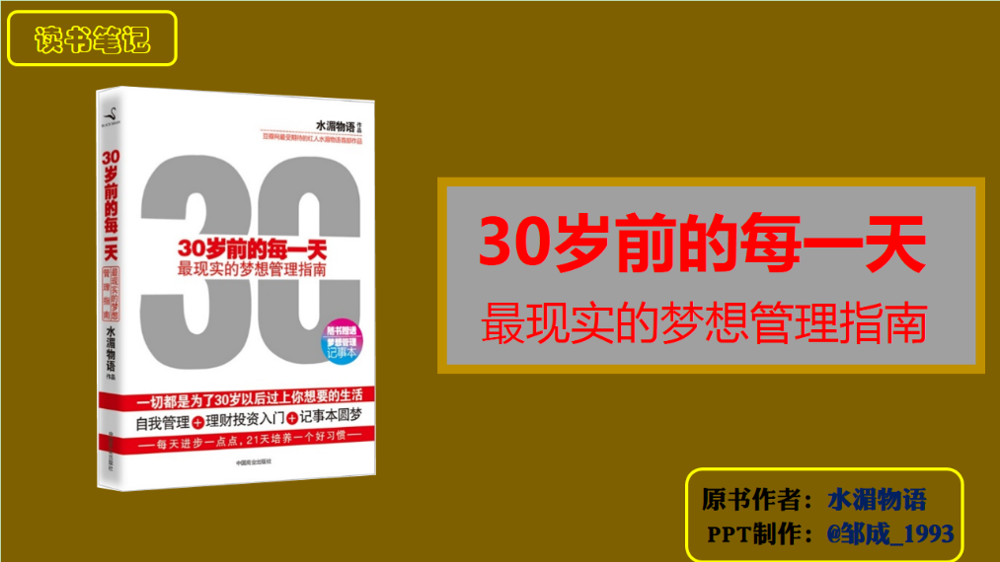 读书笔记
30岁前的每一天
最现实的梦想管理指南
水湄物语 作品
水湄物语 作品
豆瓣网最受期待的红人水湄物语首部作品
30
30岁前的每一天
最现实的梦想管理指南
随书赠送
梦想管理
记事本
一切都是为了30岁以后过上你想要的生活
自我管理+理财投资入门+记事本圆梦
每天进步一点点，21天培养一个好习惯
中国商业出版社
30岁前的每一天
最现实的梦想管理指南
原书作者：水湄物语
PPT制作：@邹成_1993